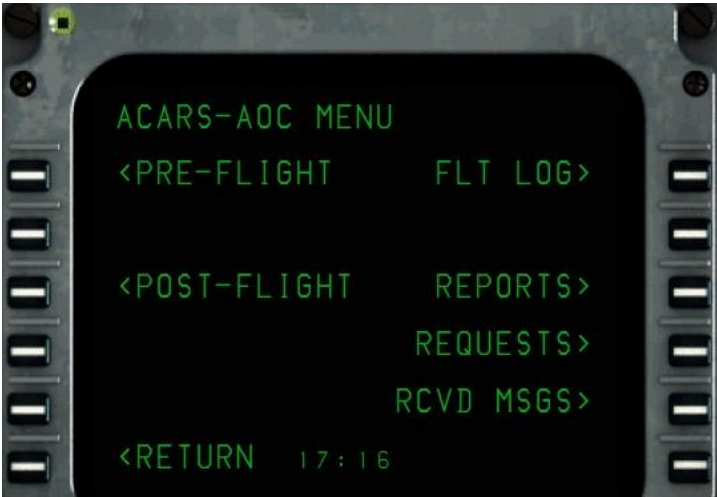 ACARS-AOC MENU
<PRE-FLIGHT FLT LOG>
<POST-FLIGHT REPORTS>
REQUESTS>
RCVD MSGS>
<RETURN 17:16